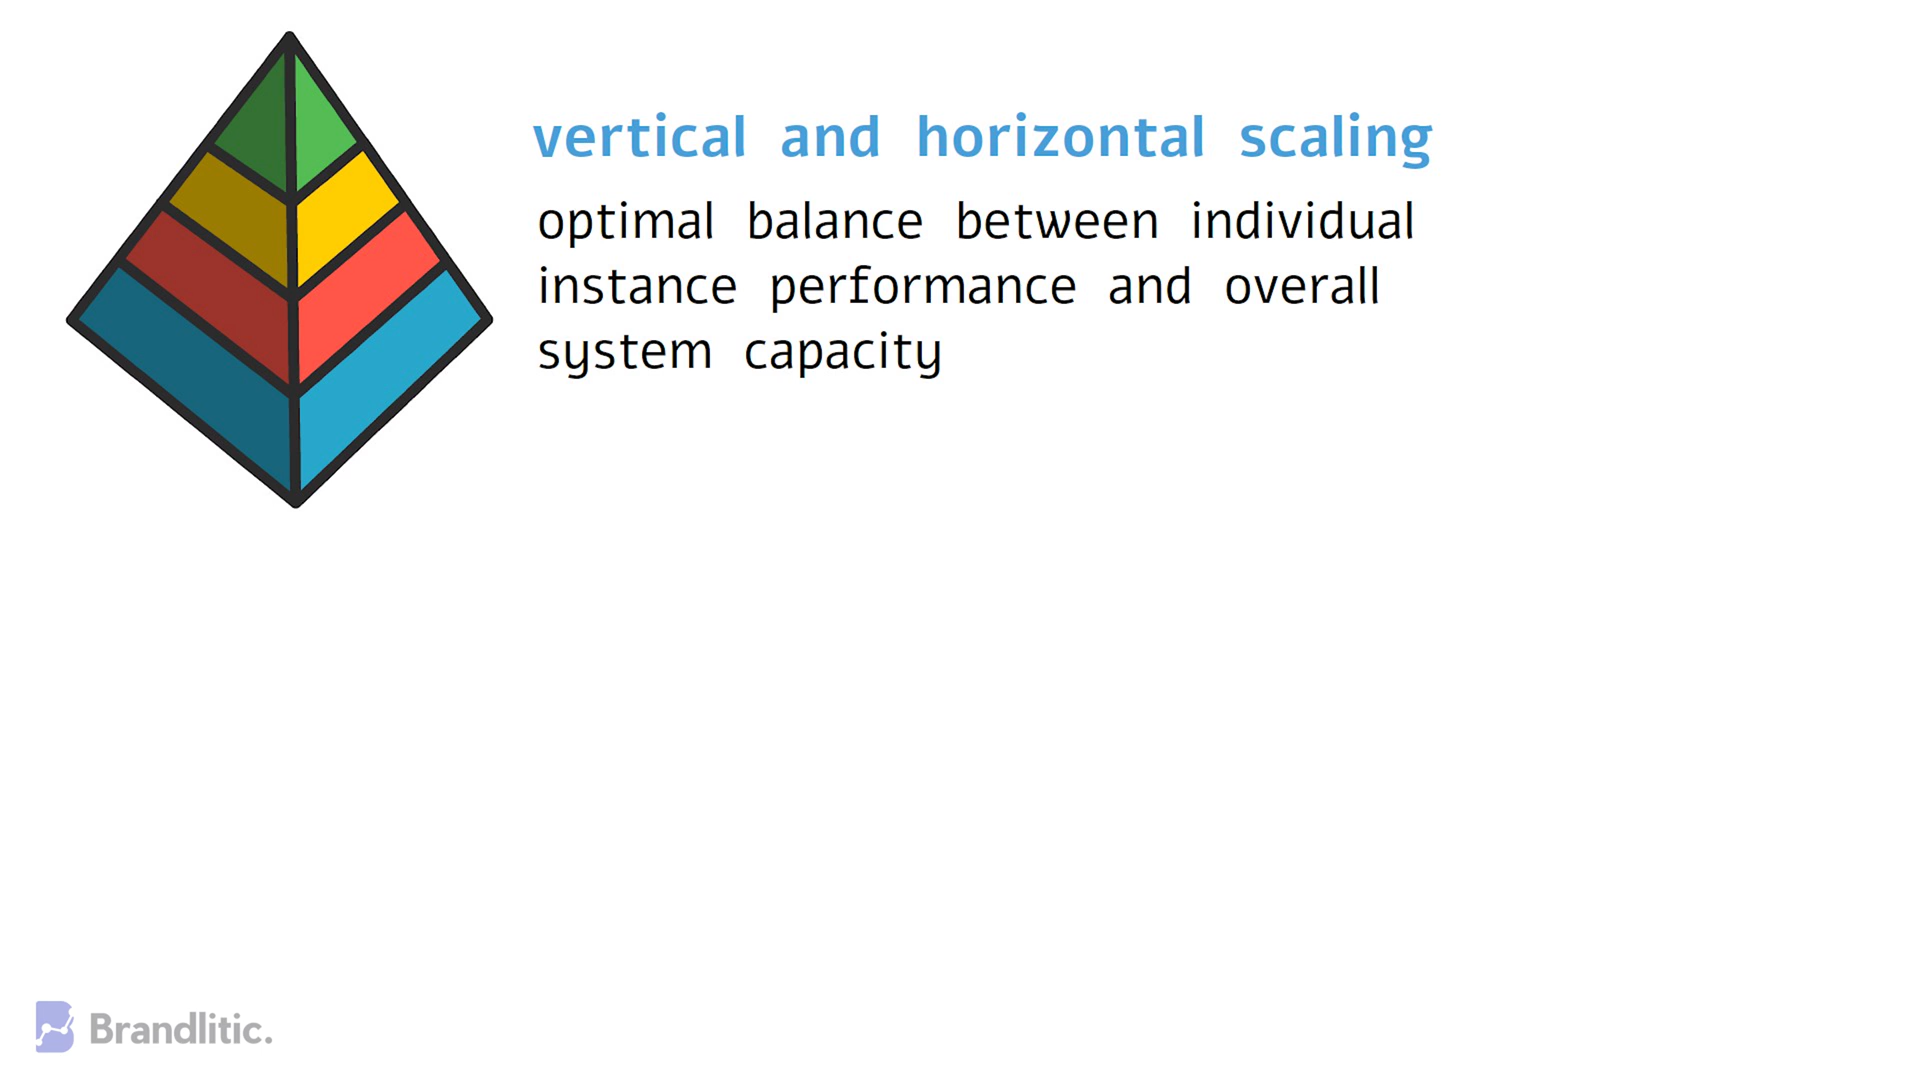 vertical and horizontal scaling
optimal balance between individual
instance performance and overall
system capacity
Brandlitic.